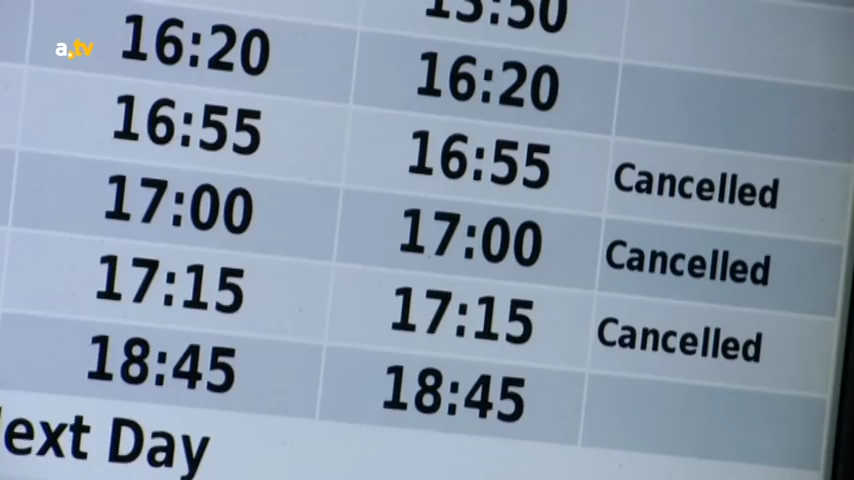 a.tv
16:20 16:20
16:55 16:55 Cancelled
17:00 17:00 Cancelled
17:15 17:15 Cancelled
18:45 18:45
Day